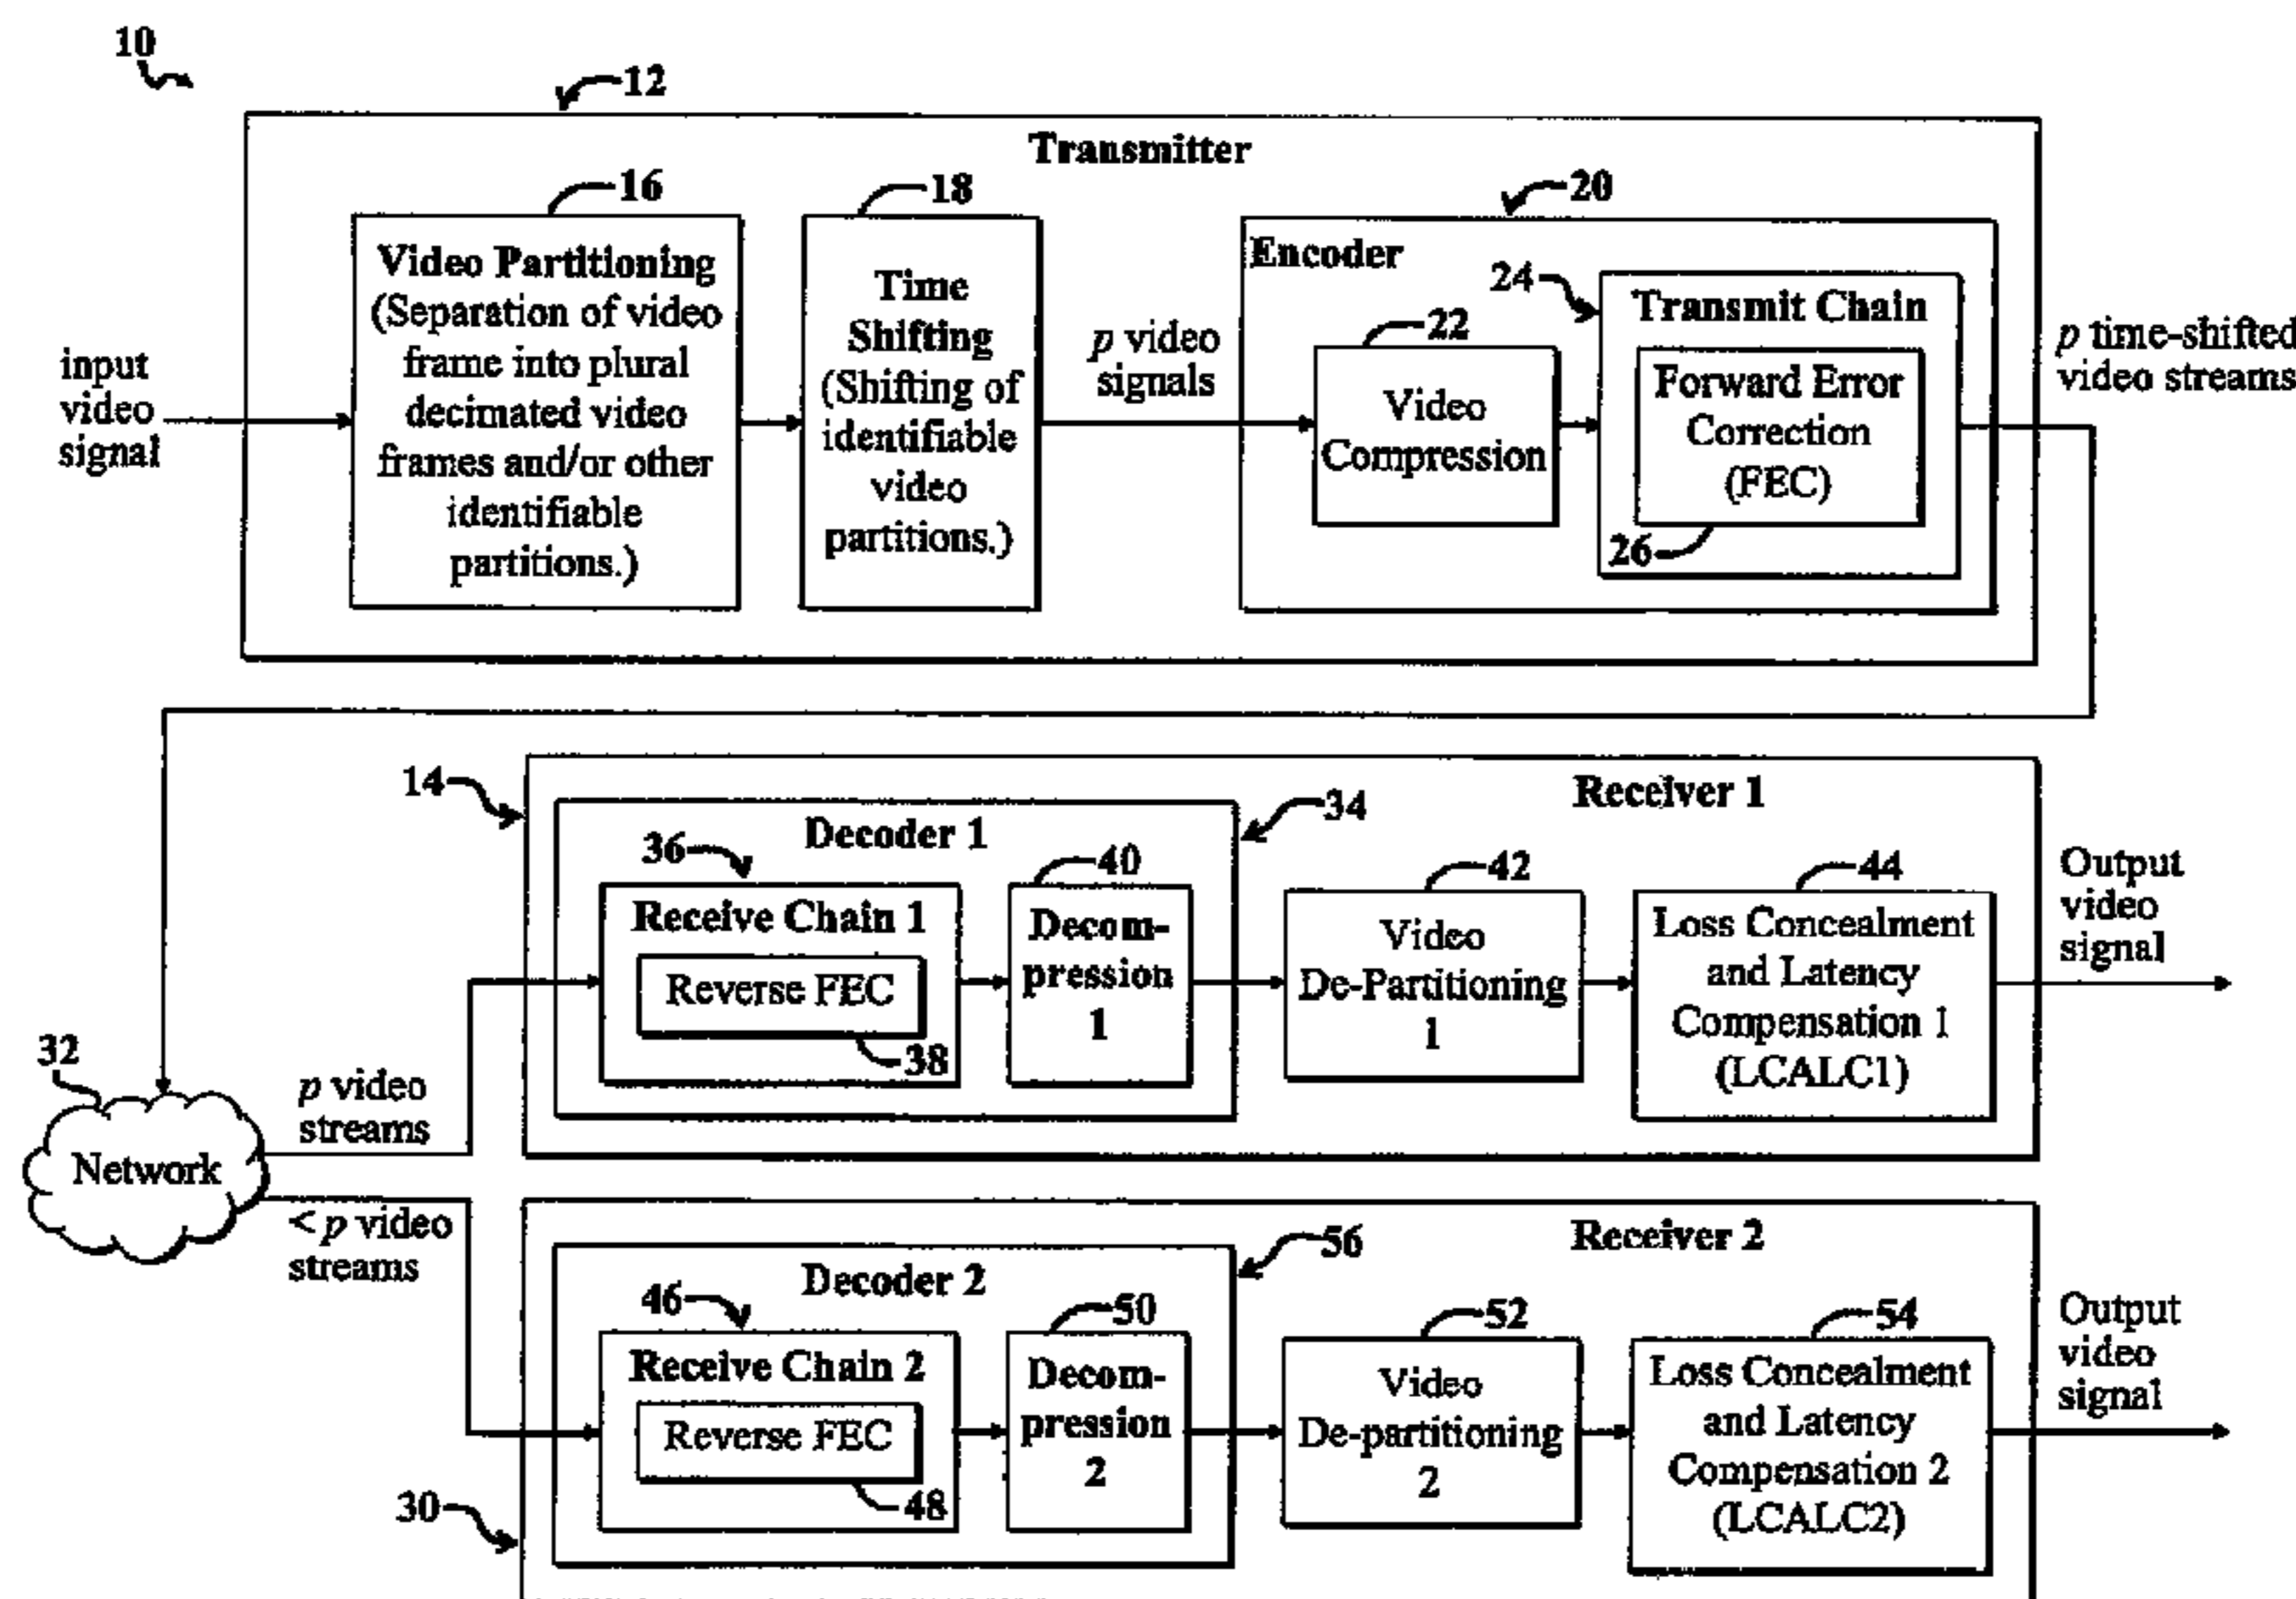 10
12
Transmitter
16
18
20
Video Partitioning
(Separation of video
frame into plural
decimated video
frames and/or other
identifiable
partitions.)
Time
Shifting
(Shifting of
identifiable
video
partitions.)
Encoder
24
Transmit Chain
22
input
video
signal
p video
signals
Video
Compression
Forward Error
Correction
(FEC)
26
p time-shifted
video streams
14
Receiver 1
Decoder 1
34
36
40
42
44
Receive Chain 1
Reverse FEC
38
Decom-
pression
1
Video
De-Partitioning
1
Loss Concealment
and Latency
Compensation 1
(LCALC1)
Output
video
signal
32
Network
p video
streams
< p video
streams
Receiver 2
Decoder 2
56
46
50
52
54
Receive Chain 2
Reverse FEC
48
Decom-
pression
2
Video
De-partitioning
2
Loss Concealment
and Latency
Compensation 2
(LCALC2)
Output
video
signal
30